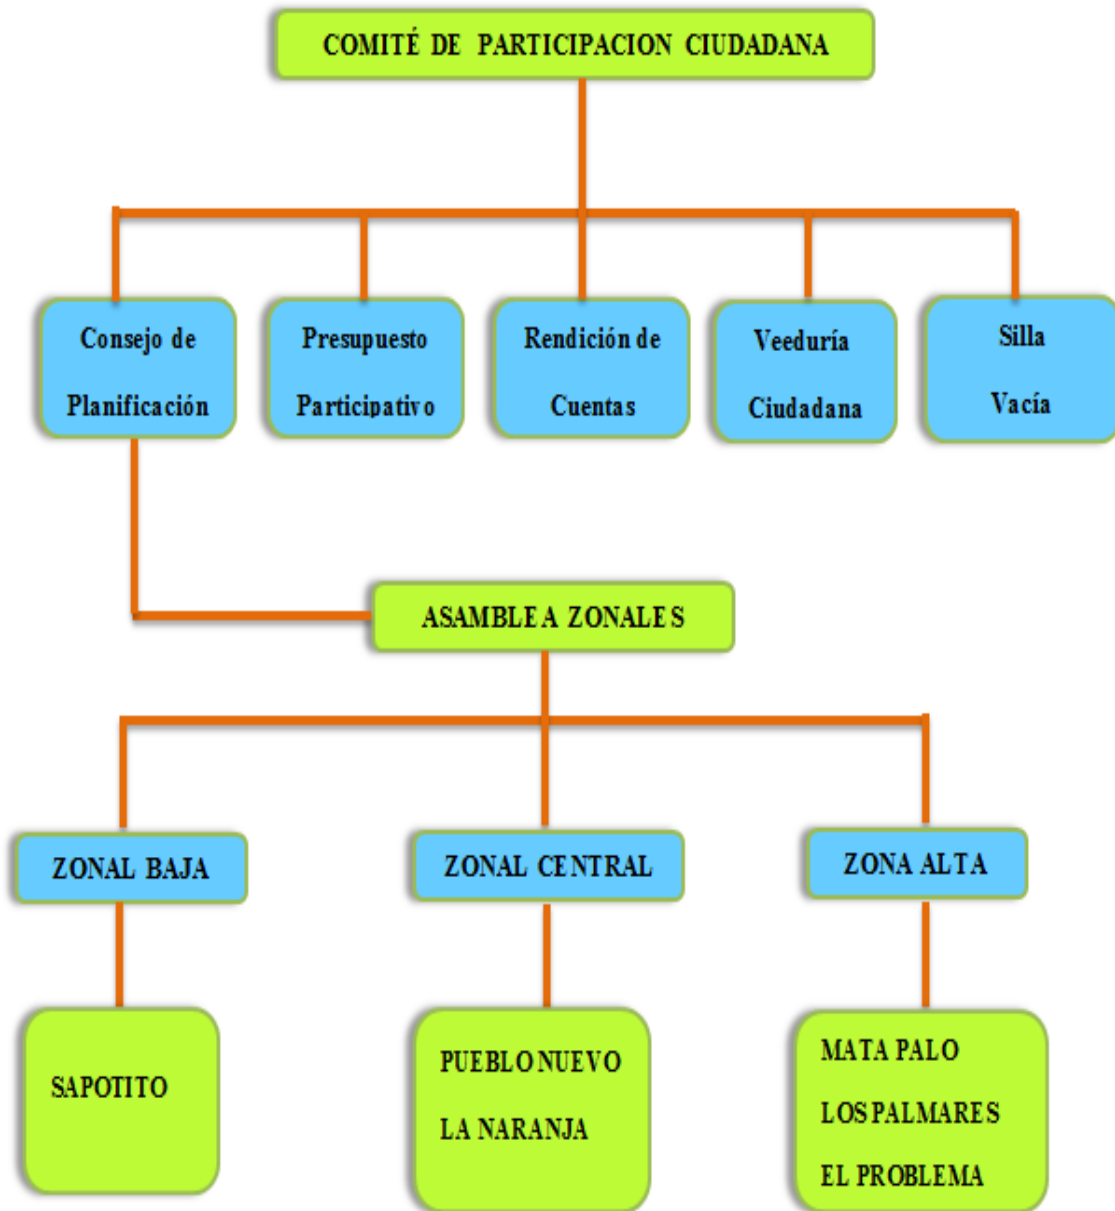 COMITÉ DE PARTICIPACION CIUDADANA
Consejo de
Planificación
Presupuesto
Participativo
Rendición de
Cuentas
Veeduría
Ciudadana
Silla
Vacía
ASAMBLEA ZONALES
ZONAL BAJA
ZONAL CENTRAL
ZONA ALTA
SAPOTITO
PUEBLO NUEVO
LA NARANJA
MATA PALO
LOS PALMARES
EL PROBLEMA